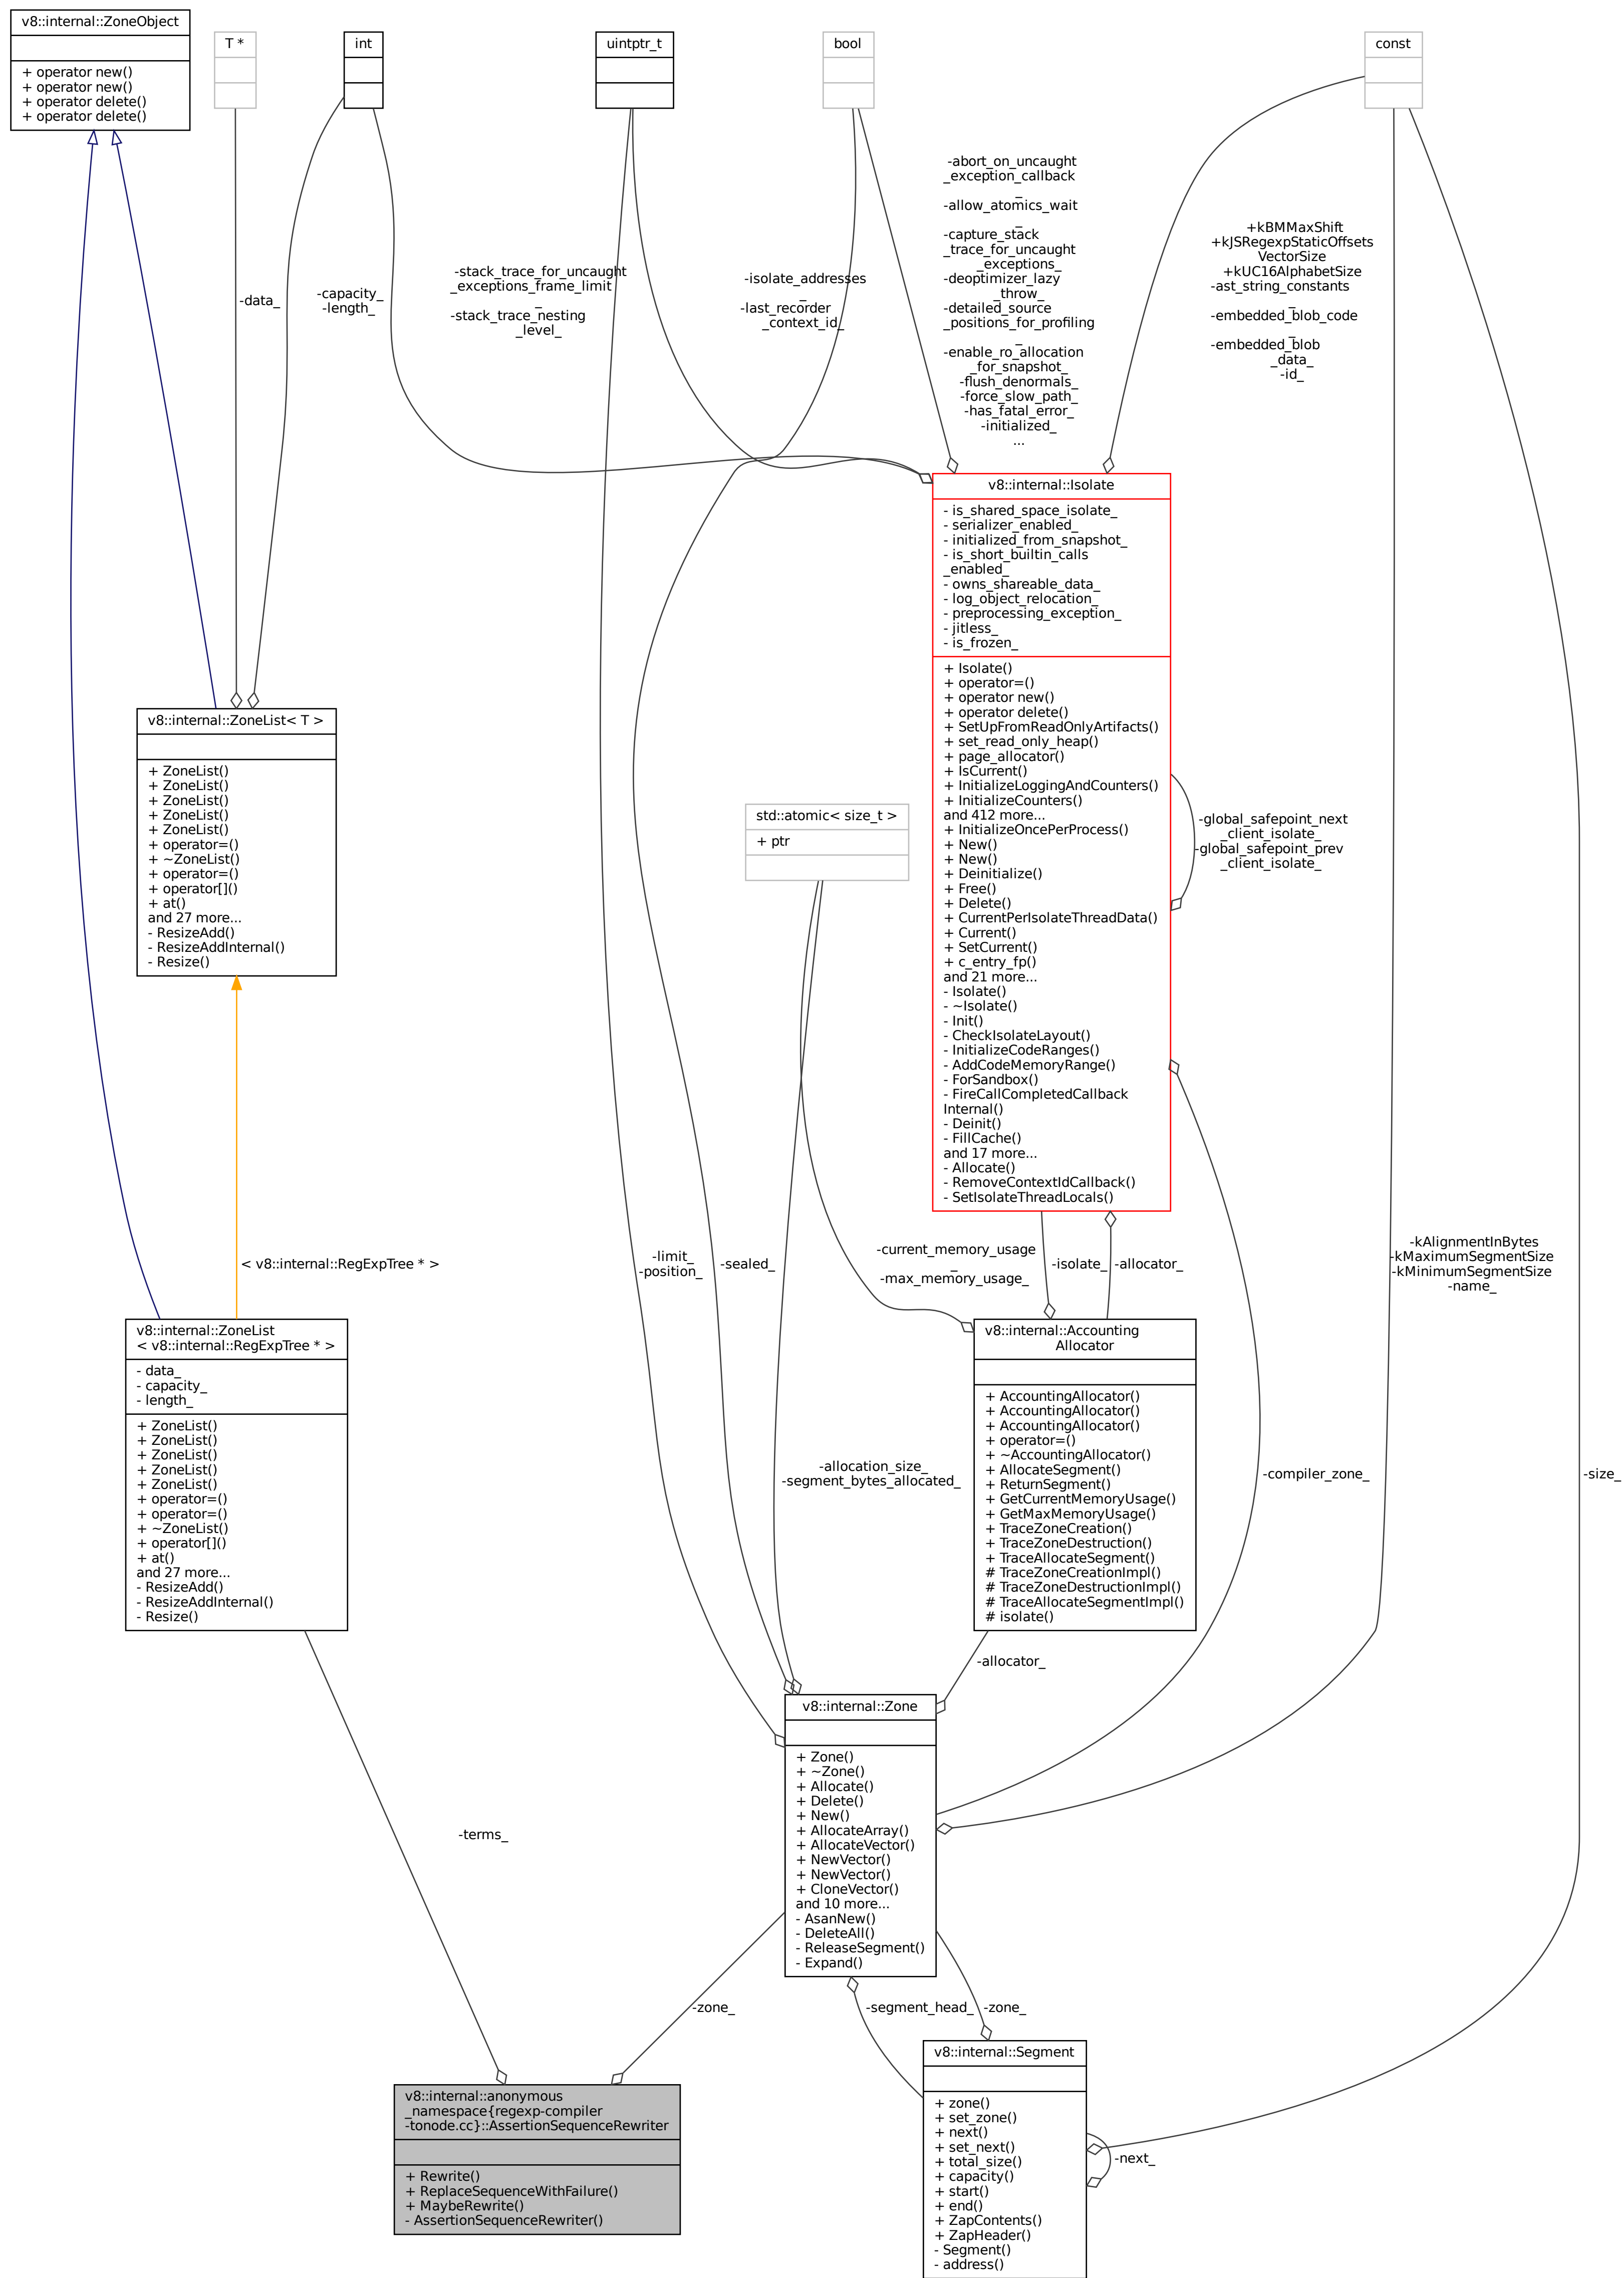 v8::internal::ZoneObject
+ operator new()
+ operator new()
+ operator delete()
+ operator delete()
T *
int
uintptr_t
bool
const
-data_
-capacity_
-length_
-stack_trace_for_uncaught
_exceptions_frame_limit
_
-stack_trace_nesting
_level_
-isolate_addresses
_
-last_recorder
_context_id_
-abort_on_uncaught
_exception_callback
_
-allow_atomics_wait
_
-capture_stack
_trace_for_uncaught
_exceptions_
-deoptimizer_lazy
_throw_
-detailed_source
_positions_for_profiling
_
-enable_ro_allocation
_for_snapshot_
-flush_denormals_
-force_slow_path_
-has_fatal_error_
-initialized_
...
+kBMMaxShift
+kJSRegexpStaticOffsets
VectorSize
+kUC16AlphabetSize
-ast_string_constants
_
-embedded_blob_code
_
-embedded_blob
_data_
-id_
v8::internal::Isolate
- is_shared_space_isolate_
- serializer_enabled_
- initialized_from_snapshot_
- is_short_builtin_calls
_enabled_
- owns_shareable_data_
- log_object_relocation_
- preprocessing_exception_
- jitless_
- is_frozen_
+ Isolate()
+ operator=()
+ operator new()
+ operator delete()
+ SetUpFromReadOnlyArtifacts()
+ set_read_only_heap()
+ page_allocator()
+ IsCurrent()
+ InitializeLoggingAndCounters()
+ InitializeCounters()
and 412 more...
+ InitializeOncePerProcess()
+ New()
+ New()
+ Deinitialize()
+ Free()
+ Delete()
+ CurrentPerIsolateThreadData()
+ Current()
+ SetCurrent()
+ c_entry_fp()
and 21 more...
- Isolate()
- ~Isolate()
- Init()
- CheckIsolateLayout()
- InitializeCodeRanges()
- AddCodeMemoryRange()
- ForSandbox()
- FireCallCompletedCallback
Internal()
- Deinit()
- FillCache()
and 17 more...
- Allocate()
- RemoveContextIdCallback()
- SetIsolateThreadLocals()
-global_safepoint_next
_client_isolate_
-global_safepoint_prev
_client_isolate_
v8::internal::ZoneList< T >
+ ZoneList()
+ ZoneList()
+ ZoneList()
+ ZoneList()
+ ZoneList()
+ operator=()
+ ~ZoneList()
+ operator=()
+ operator[]()
+ at()
and 27 more...
- ResizeAdd()
- ResizeAddInternal()
- Resize()
std::atomic< size_t >
+ ptr
< v8::internal::RegExpTree * >
-limit_
-position_
-sealed_
-current_memory_usage
_
-max_memory_usage_
-isolate_
-allocator_
-kAlignmentInBytes
-kMaximumSegmentSize
-kMinimumSegmentSize
-name_
v8::internal::ZoneList
< v8::internal::RegExpTree * >
- data_
- capacity_
- length_
+ ZoneList()
+ ZoneList()
+ ZoneList()
+ ZoneList()
+ ZoneList()
+ operator=()
+ operator=()
+ ~ZoneList()
+ operator[]()
+ at()
and 27 more...
- ResizeAdd()
- ResizeAddInternal()
- Resize()
v8::internal::Accounting
Allocator
+ AccountingAllocator()
+ AccountingAllocator()
+ AccountingAllocator()
+ operator=()
+ ~AccountingAllocator()
+ AllocateSegment()
+ ReturnSegment()
+ GetCurrentMemoryUsage()
+ GetMaxMemoryUsage()
+ TraceZoneCreation()
+ TraceZoneDestruction()
+ TraceAllocateSegment()
# TraceZoneCreationImpl()
# TraceZoneDestructionImpl()
# TraceAllocateSegmentImpl()
# isolate()
-allocation_size_
-segment_bytes_allocated_
-compiler_zone_
-size_
-allocator_
v8::internal::Zone
+ Zone()
+ ~Zone()
+ Allocate()
+ Delete()
+ New()
+ AllocateArray()
+ AllocateVector()
+ NewVector()
+ NewVector()
+ CloneVector()
and 10 more...
- AsanNew()
- DeleteAll()
- ReleaseSegment()
- Expand()
-terms_
-zone_
-segment_head_
-zone_
v8::internal::Segment
+ zone()
+ set_zone()
+ next()
+ set_next()
+ total_size()
+ capacity()
+ start()
+ end()
+ ZapContents()
+ ZapHeader()
- Segment()
- address()
-next_
v8::internal::anonymous
_namespace{regexp-compiler
-tonode.cc}::AssertionSequenceRewriter
+ Rewrite()
+ ReplaceSequenceWithFailure()
+ MaybeRewrite()
- AssertionSequenceRewriter()